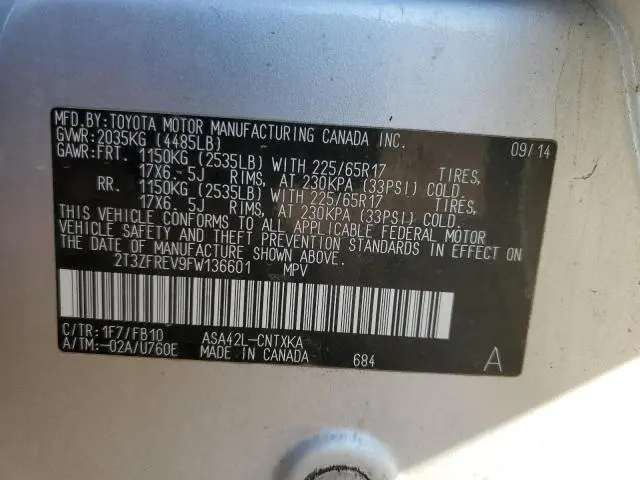 MFD.BY:TOYOTA MOTOR MANUFACTURING CANADA INC.
GVWR:2035KG (4485LB) 09/14
GAWR:FRT. 1150KG (2535LB) WITH 225/65R17 TIRES,
17X6. 5J RIMS, AT 230KPA (33PSI) COLD.
RR. 1150KG (2535LB) WITH 225/65R17 TIRES,
17X6. 5J RIMS, AT 230KPA (33PSI) COLD.
THIS VEHICLE CONFORMS TO ALL APPLICABLE FEDERAL MOTOR
VEHICLE SAFETY AND THEFT PREVENTION STANDARDS IN EFFECT ON
THE DATE OF MANUFACTURE SHOWN ABOVE.
2T3ZFREV9FW136601 MPV
C/TR:1F7/FB10 ASA42L-CNTXKA
A/TM:-02A/U760E MADE IN CANADA 684 A